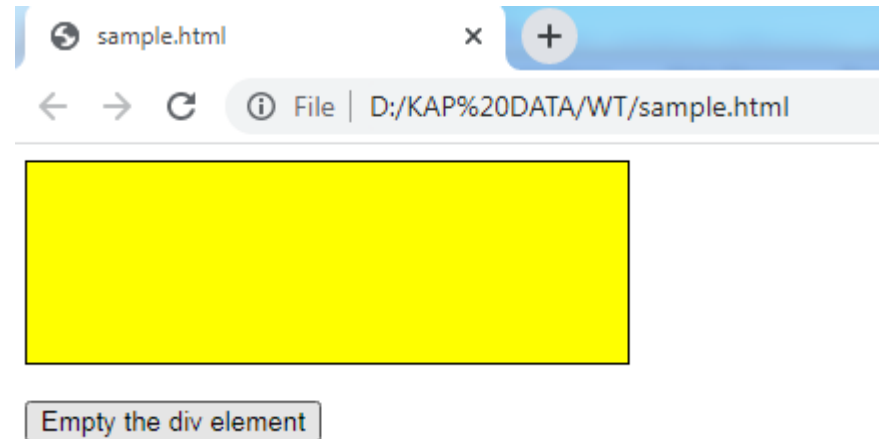 sample.html
File | D:/KAP%20DATA/WT/sample.html
Empty the div element